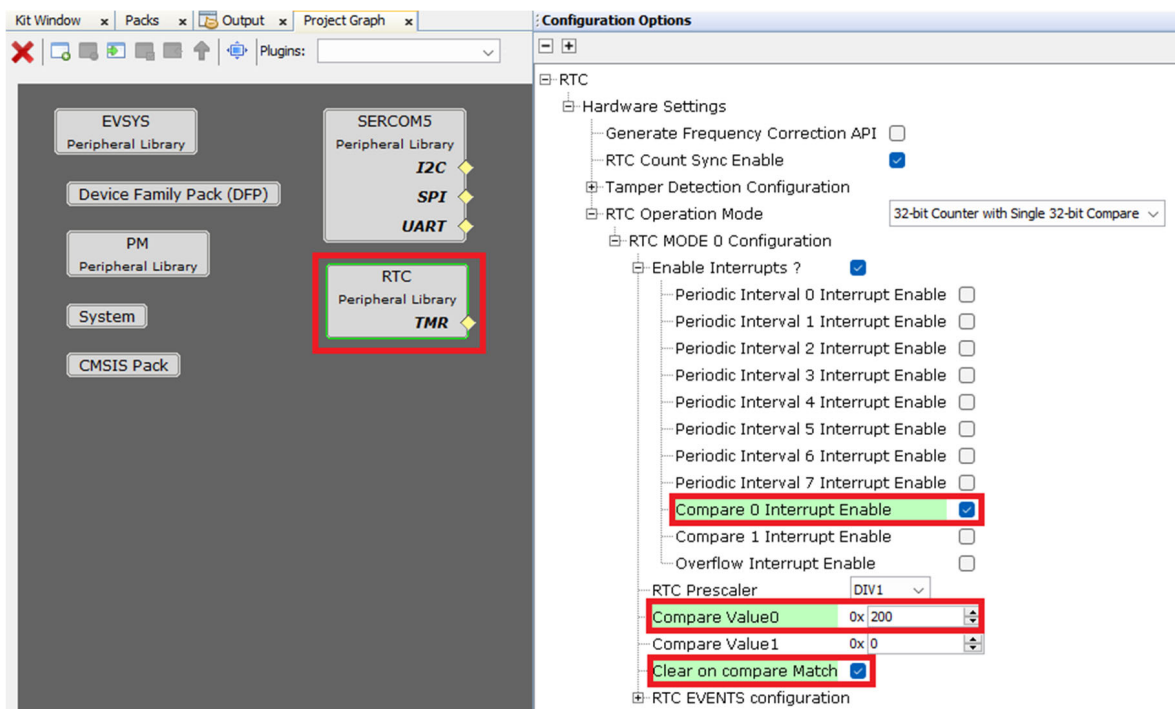 Kit Window x Packs x Output x Project Graph x
Plugins:
EVSYS
Peripheral Library
Device Family Pack (DFP)
PM
Peripheral Library
System
CMSIS Pack
SERCOM5
Peripheral Library
I2C
SPI
UART
RTC
Peripheral Library
TMR
Configuration Options
RTC
Hardware Settings
Generate Frequency Correction API
RTC Count Sync Enable
Tamper Detection Configuration
RTC Operation Mode 32-bit Counter with Single 32-bit Compare
RTC MODE 0 Configuration
Enable Interrupts ?
Periodic Interval 0 Interrupt Enable
Periodic Interval 1 Interrupt Enable
Periodic Interval 2 Interrupt Enable
Periodic Interval 3 Interrupt Enable
Periodic Interval 4 Interrupt Enable
Periodic Interval 5 Interrupt Enable
Periodic Interval 6 Interrupt Enable
Periodic Interval 7 Interrupt Enable
Compare 0 Interrupt Enable
Compare 1 Interrupt Enable
Overflow Interrupt Enable
RTC Prescaler DIV1
Compare Value0 0x 200
Compare Value1 0x 0
Clear on compare Match
RTC EVENTS configuration